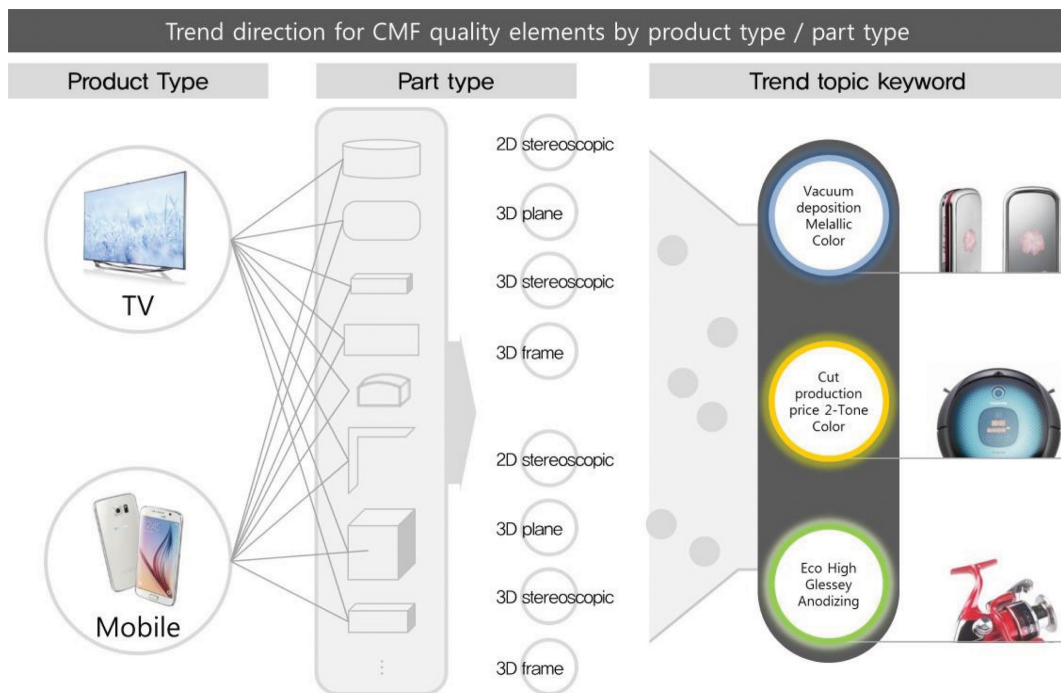 Trend direction for CMF quality elements by product type / part type
Product Type
Part type
Trend topic keyword
TV
Mobile
2D stereoscopic
3D plane
3D stereoscopic
3D frame
2D stereoscopic
3D plane
3D stereoscopic
3D frame
Vacuum
deposition
Melallic
Color
Cut
production
price 2-Tone
Color
Eco High
Glessey
Anodizing